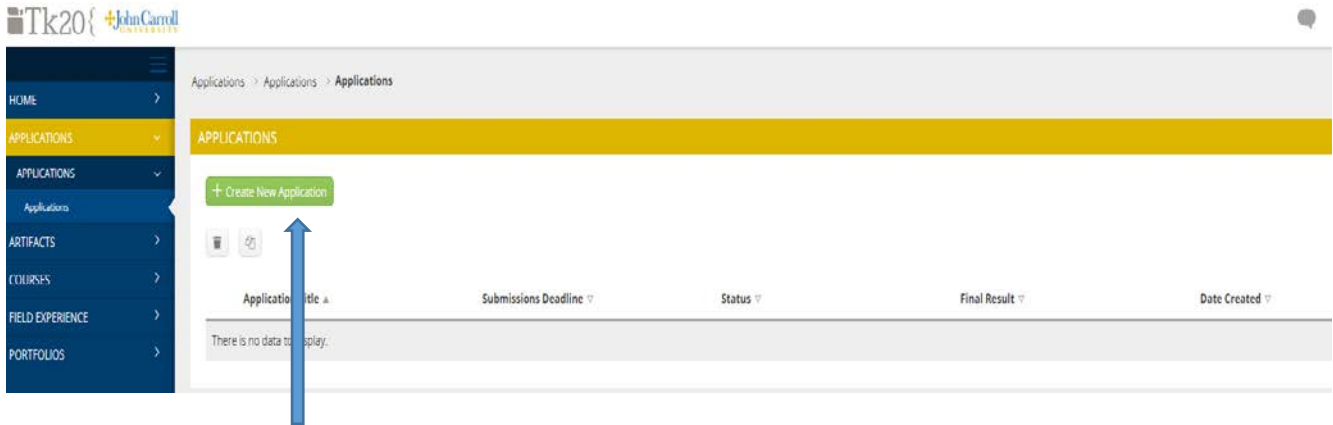 Tk20{ John Carroll
UNIVERSITY
Applications > Applications > Applications
HOME
APPLICATIONS
APPLICATIONS
Applications
ARTIFACTS
COURSES
FIELD EXPERIENCE
PORTFOLIOS
APPLICATIONS
+ Create New Application
Application Title Submissions Deadline Status Final Result Date Created
There is no data to display.